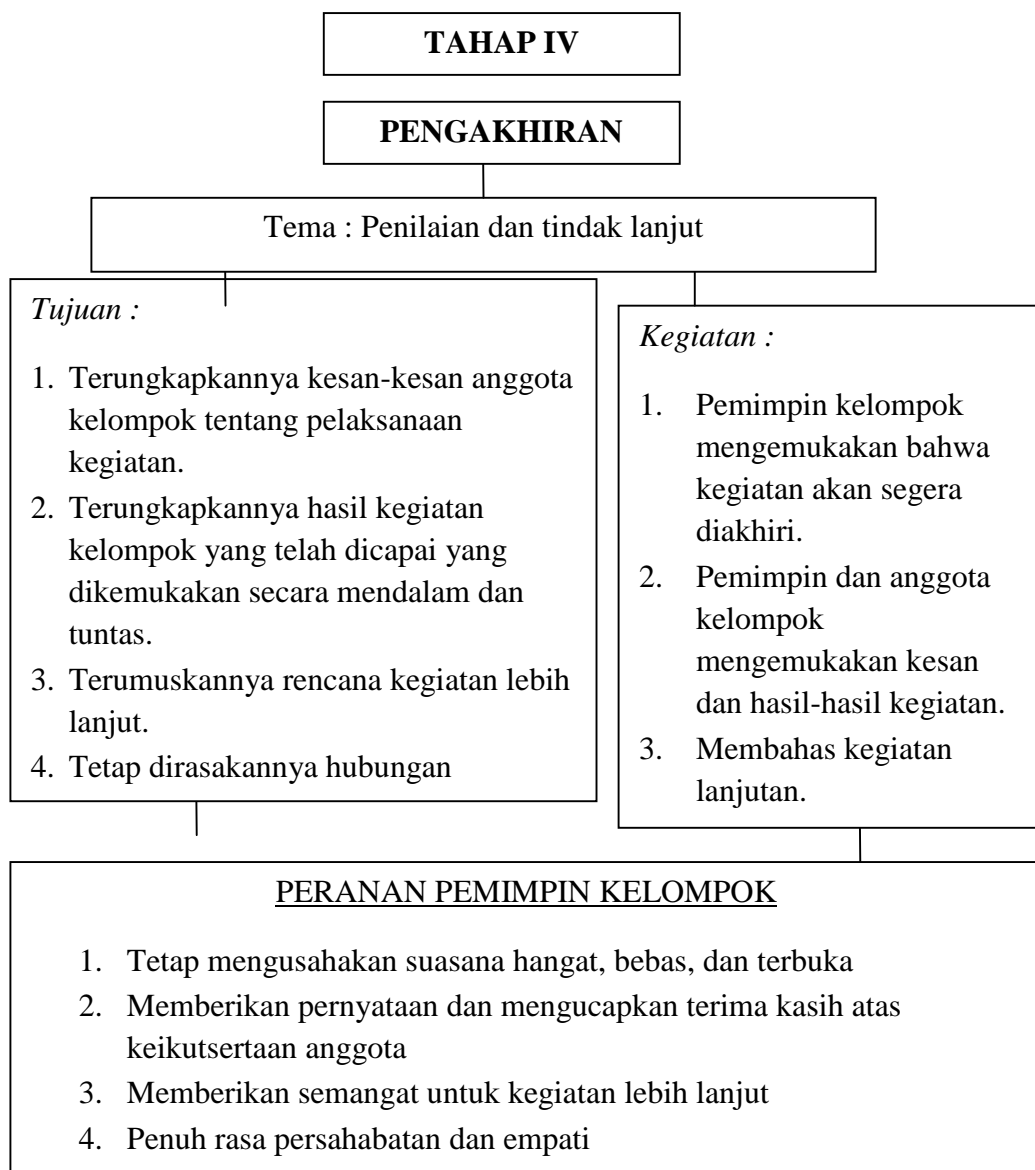 TAHAP IV
PENGAKHIRAN
Tema : Penilaian dan tindak lanjut
Tujuan :
1. Terungkapkannya kesan-kesan anggota
kelompok tentang pelaksanaan
kegiatan.
2. Terungkapkannya hasil kegiatan
kelompok yang telah dicapai yang
dikemukakan secara mendalam dan
tuntas.
3. Terumuskannya rencana kegiatan lebih
lanjut.
4. Tetap dirasakannya hubungan
Kegiatan :
1. Pemimpin kelompok
mengemukakan bahwa
kegiatan akan segera
diakhiri.
2. Pemimpin dan anggota
kelompok
mengemukakan kesan
dan hasil-hasil kegiatan.
3. Membahas kegiatan
lanjutan.
PERANAN PEMIMPIN KELOMPOK
1. Tetap mengusahakan suasana hangat, bebas, dan terbuka
2. Memberikan pernyataan dan mengucapkan terima kasih atas
keikutsertaan anggota
3. Memberikan semangat untuk kegiatan lebih lanjut
4. Penuh rasa persahabatan dan empati